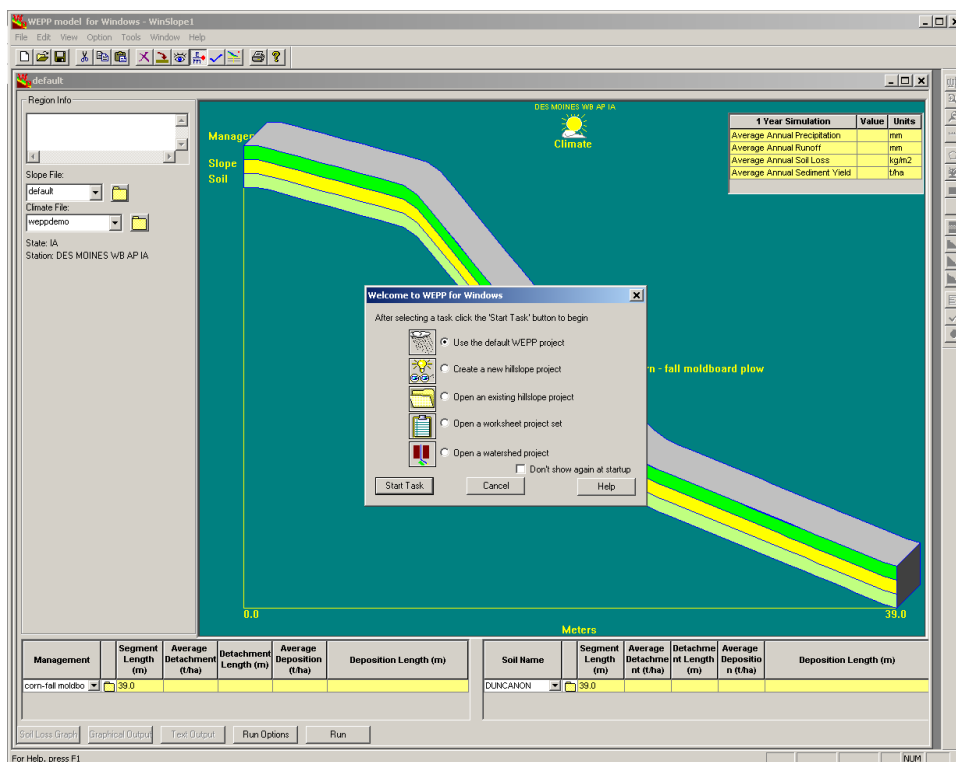 WEPP model for Windows - WinSlope1
File Edit View Option Tools Window Help
default
Region Info
Slope File:
default
Climate File:
weppdemo
State: IA
Station: DES MOINES WB AP IA
DES MOINES WB AP IA
Climate
Manager
Slope
Soil
1 Year Simulation Value Units
Average Annual Precipitation mm
Average Annual Runoff mm
Average Annual Soil Loss kg/m2
Average Annual Sediment Yield t/ha
Welcome to WEPP for Windows
After selecting a task click the 'Start Task' button to begin
Use the default WEPP project
Create a new hillslope project
Open an existing hillslope project
Open a worksheet project set
Open a watershed project
Don't show again at startup
Start Task Cancel Help
rn - fall moldboard plow
0.0 39.0
Meters
Management Segment Length (m) Average Detachment (t/ha) Detachment Length (m) Average Deposition (t/ha) Deposition Length (m)
corn-fall moldbo 39.0
Soil Name Segment Length (m) Average Detachme nt (t/ha) Detachme nt Length (m) Average Depositio n (t/ha) Deposition Length (m)
DUNCANON 39.0
Soil Loss Graph Graphical Output Text Output Run Options Run
For Help, press F1 NUM